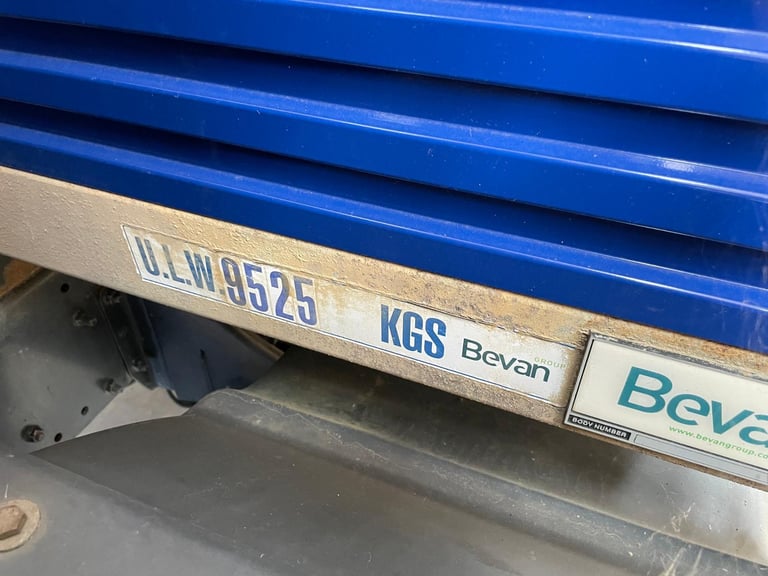 U.L.W. 9525 KGS Bevan GROUP
Beva
BODY NUMBER
www.bevangroup.co